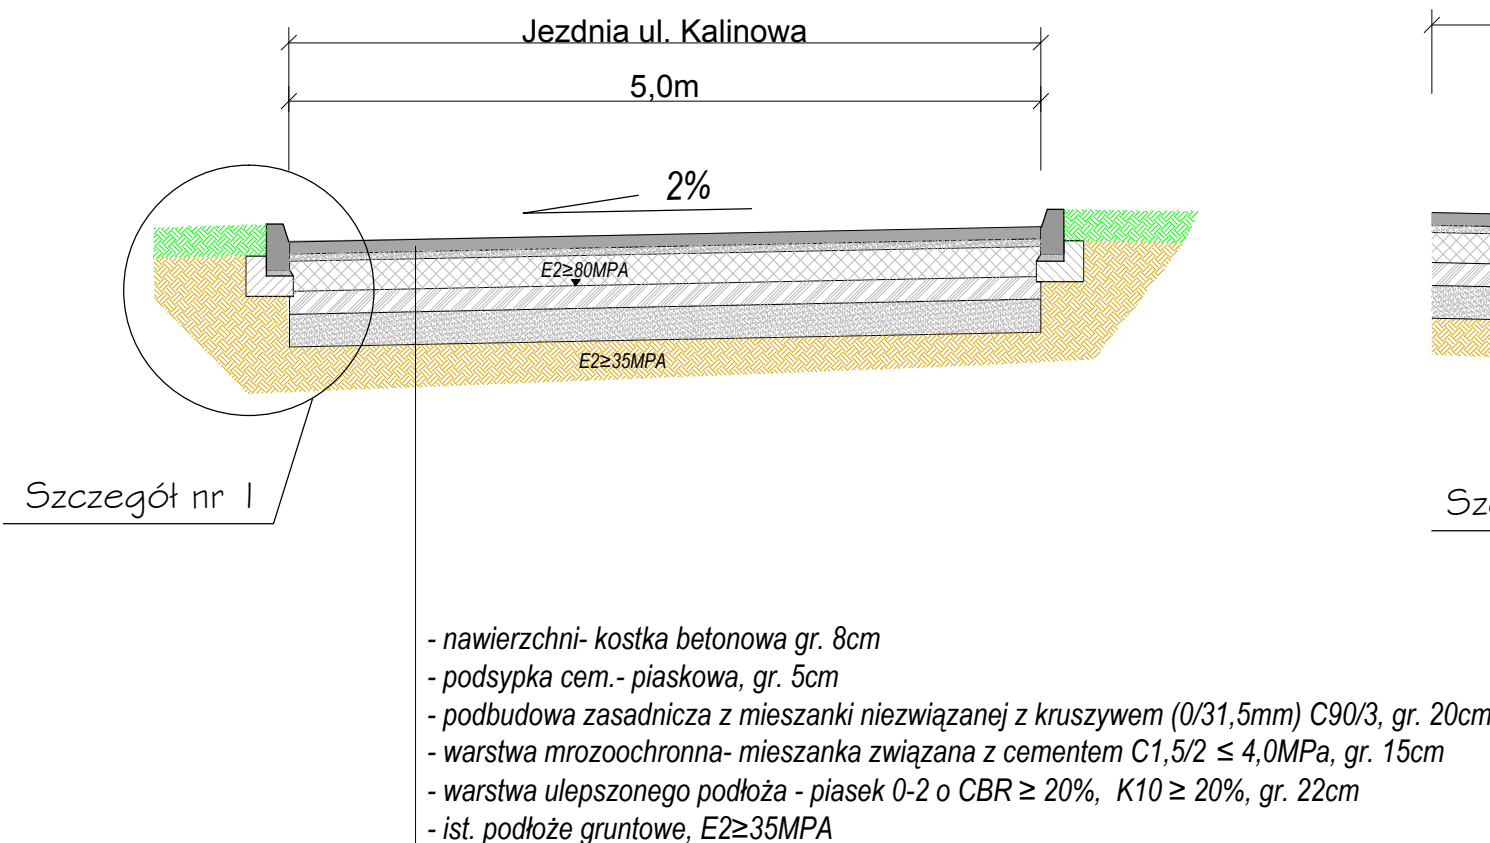 Jezdnia ul. Kalinowa
5,0m
2%
E2≥80MPA
E2≥35MPA
Szczegół nr 1
Sz
- nawierzchni- kostka betonowa gr. 8cm
- podsypka cem.- piaskowa, gr. 5cm
- podbudowa zasadnicza z mieszanki niezwiązanej z kruszywem (0/31,5mm) C90/3, gr. 20cm
- warstwa mrozoochronna- mieszanka związana z cementem C1,5/2 ≤ 4,0MPa, gr. 15cm
- warstwa ulepszonego podłoża - piasek 0-2 o CBR ≥ 20%, K10 ≥ 20%, gr. 22cm
- ist. podłoże gruntowe, E2≥35MPA